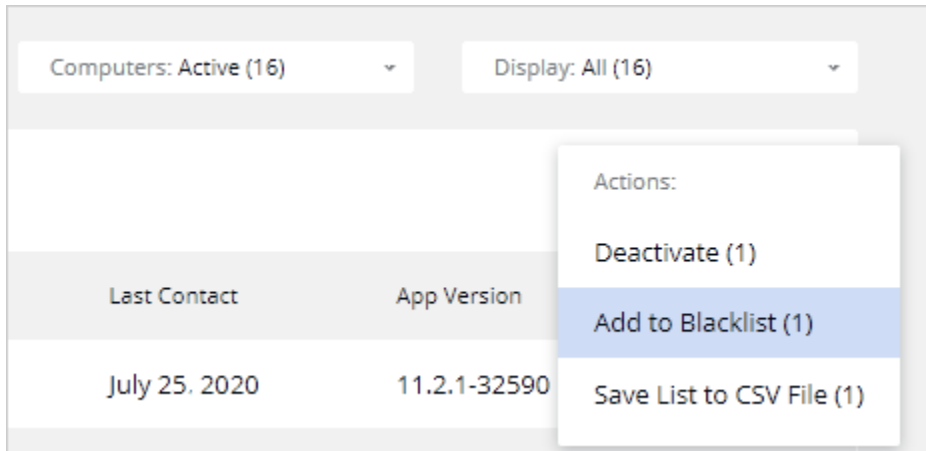 Computers: Active (16)
Display: All (16)
Actions:
Deactivate (1)
Last Contact
App Version
Add to Blacklist (1)
July 25, 2020
11.2.1-32590
Save List to CSV File (1)